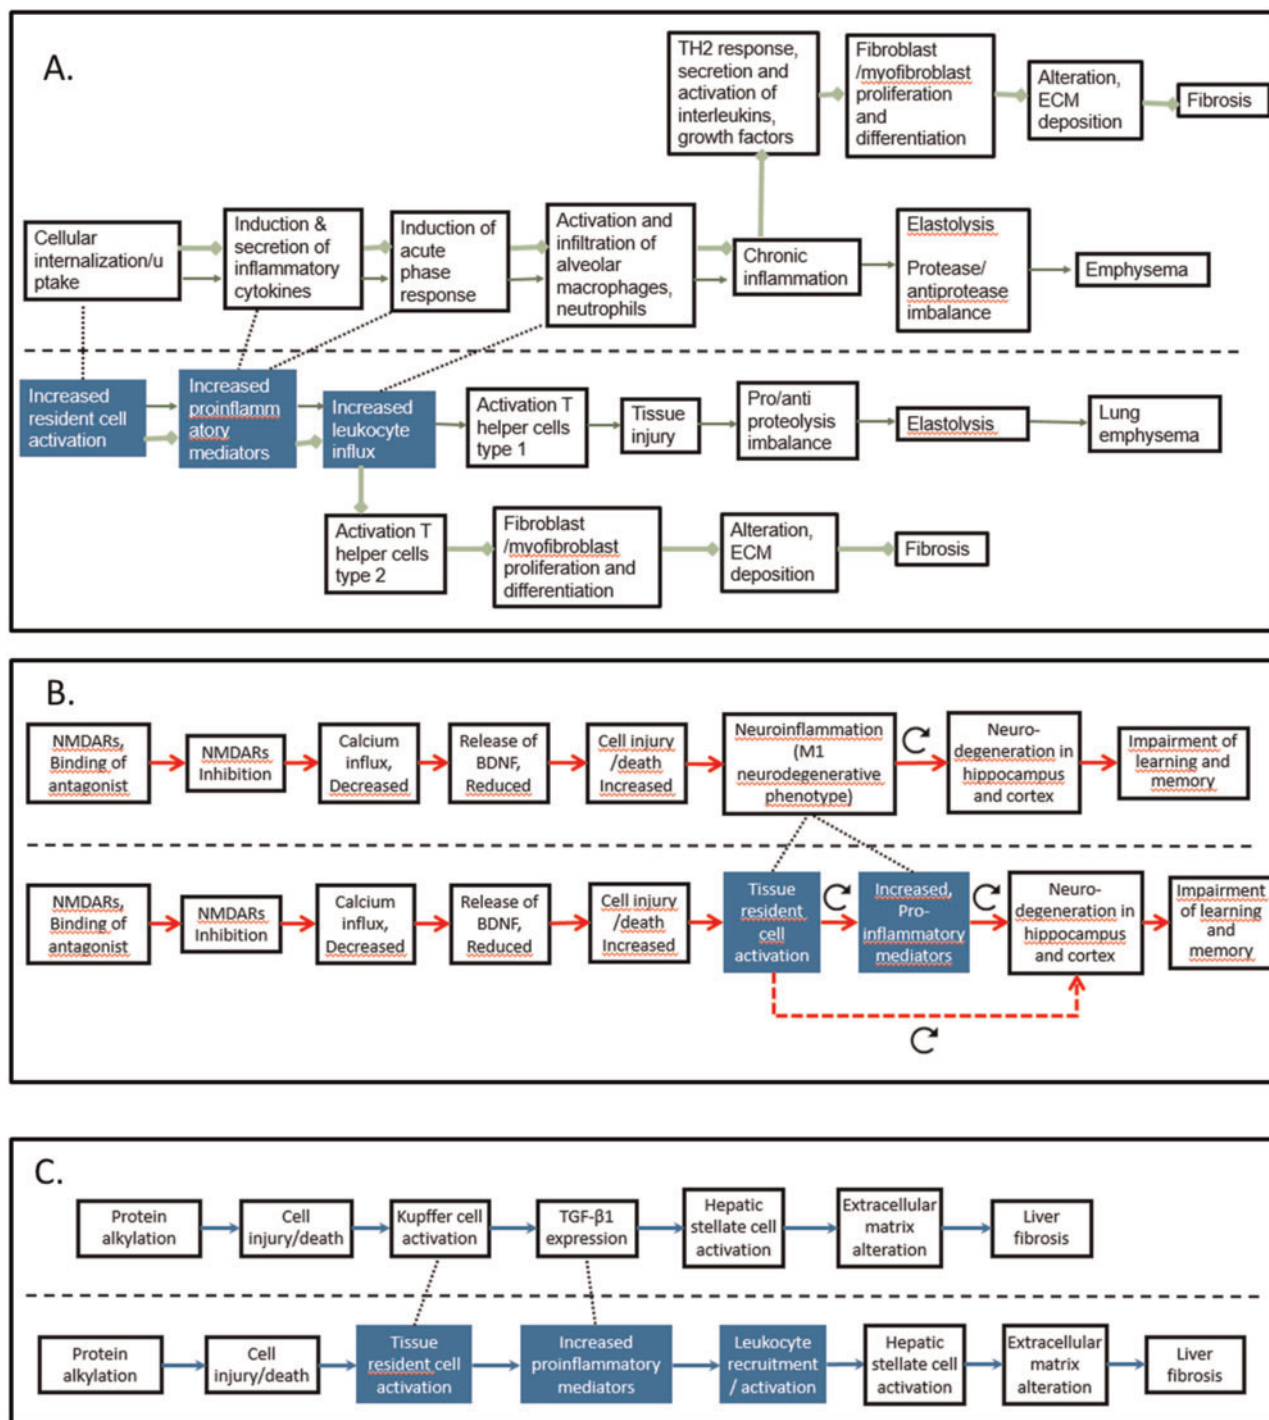 A.
TH2 response,
secretion and
activation of
interleukins,
growth factors
Fibroblast
/myofibroblast
proliferation
and
differentiation
Alteration,
ECM
deposition
Fibrosis
Cellular
internalization/u
ptake
Induction &
secretion of
inflammatory
cytokines
Induction of
acute
phase
response
Activation and
infiltration of
alveolar
macrophages,
neutrophils
Chronic
inflammation
Elastolysis
Protease/
antiprotease
imbalance
Emphysema
Increased
resident cell
activation
Increased
proinflamm
atory
mediators
Increased
leukocyte
influx
Activation T
helper cells
type 1
Tissue
injury
Pro/anti
proteolysis
imbalance
Elastolysis
Lung
emphysema
Activation T
helper cells
type 2
Fibroblast
/myofibroblast
proliferation and
differentiation
Alteration,
ECM
deposition
Fibrosis
B.
NMDARs,
Binding of
antagonist
NMDARs
Inhibition
Calcium
influx,
Decreased
Release of
BDNF,
Reduced
Cell injury
/death
Increased
Neuroinflammation
(M1
neurodegenerative
phenotype)
Neuro-
degeneration in
hippocampus
and cortex
Impairment of
learning and
memory
NMDARs,
Binding of
antagonist
NMDARs
Inhibition
Calcium
influx,
Decreased
Release of
BDNF,
Reduced
Cell injury
/death
Increased
Tissue
resident
cell
activation
Increased,
Pro-
inflammatory
mediators
Neuro-
degeneration in
hippocampus
and cortex
Impairment
of learning
and
memory
C.
Protein
alkylation
Cell
injury/death
Kupffer cell
activation
TGF-β1
expression
Hepatic
stellate cell
activation
Extracellular
matrix
alteration
Liver
fibrosis
Protein
alkylation
Cell
injury/death
Tissue
resident cell
activation
Increased
proinflammatory
mediators
Leukocyte
recruitment
/ activation
Hepatic
stellate cell
activation
Extracellular
matrix
alteration
Liver
fibrosis